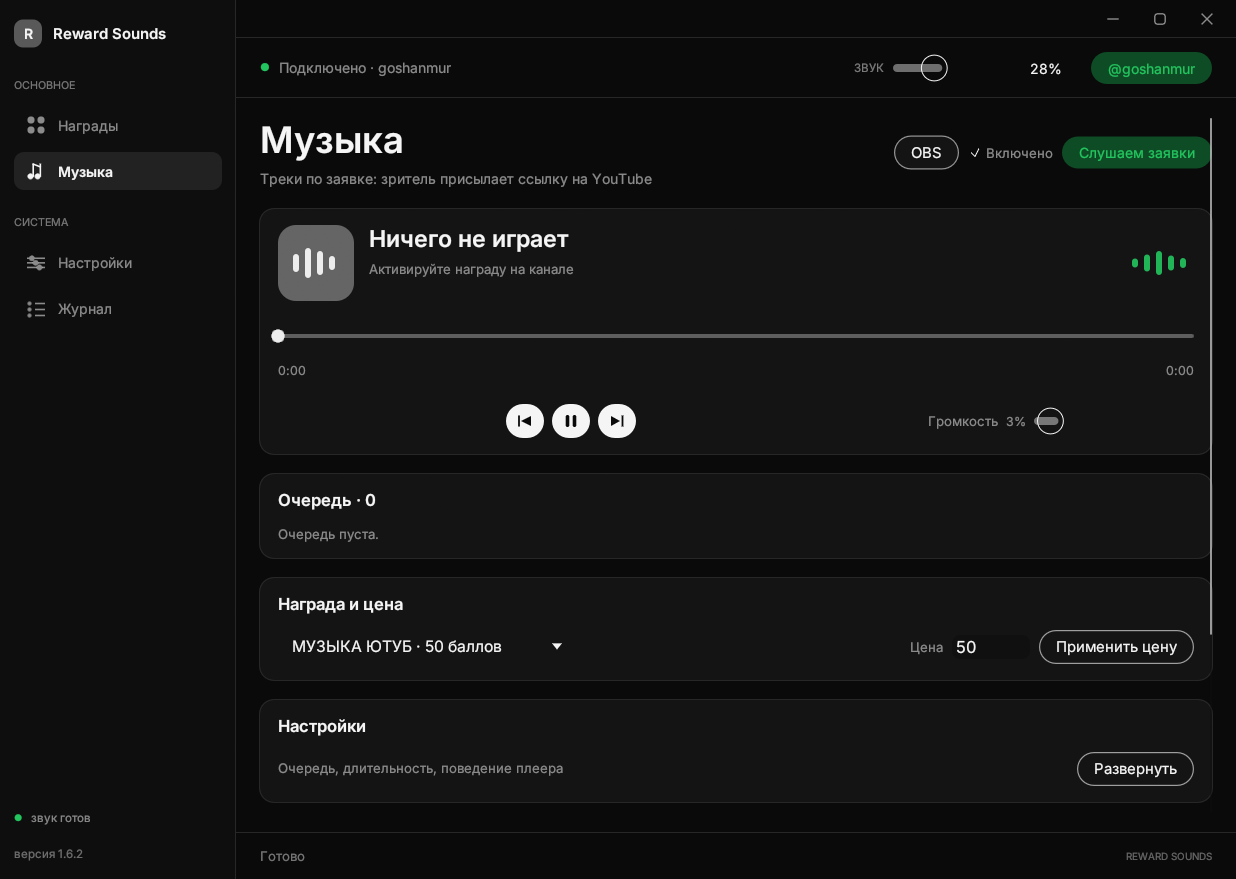 R Reward Sounds
ОСНОВНОЕ
Награды
Музыка
СИСТЕМА
Настройки
Журнал
звук готов
версия 1.6.2
Подключено · goshanmur
ЗВУК
28%
@goshanmur
Музыка
Треки по заявке: зритель присылает ссылку на YouTube
OBS
✓ Включено
Слушаем заявки
Ничего не играет
Активируйте награду на канале
0:00
0:00
Громкость 3%
Очередь · 0
Очередь пуста.
Награда и цена
МУЗЫКА ЮТУБ · 50 баллов
Цена 50
Применить цену
Настройки
Очередь, длительность, поведение плеера
Развернуть
Готово
REWARD SOUNDS